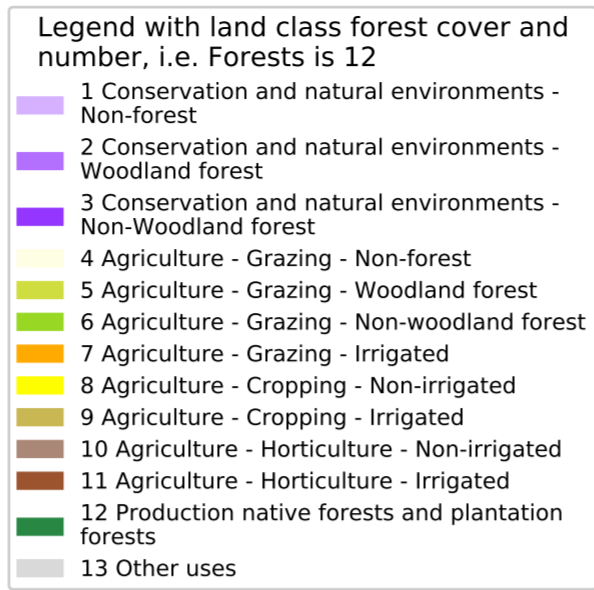 Legend with land class forest cover and
number, i.e. Forests is 12
1 Conservation and natural environments -
Non-forest
2 Conservation and natural environments -
Woodland forest
3 Conservation and natural environments -
Non-Woodland forest
4 Agriculture - Grazing - Non-forest
5 Agriculture - Grazing - Woodland forest
6 Agriculture - Grazing - Non-woodland forest
7 Agriculture - Grazing - Irrigated
8 Agriculture - Cropping - Non-irrigated
9 Agriculture - Cropping - Irrigated
10 Agriculture - Horticulture - Non-irrigated
11 Agriculture - Horticulture - Irrigated
12 Production native forests and plantation
forests
13 Other uses